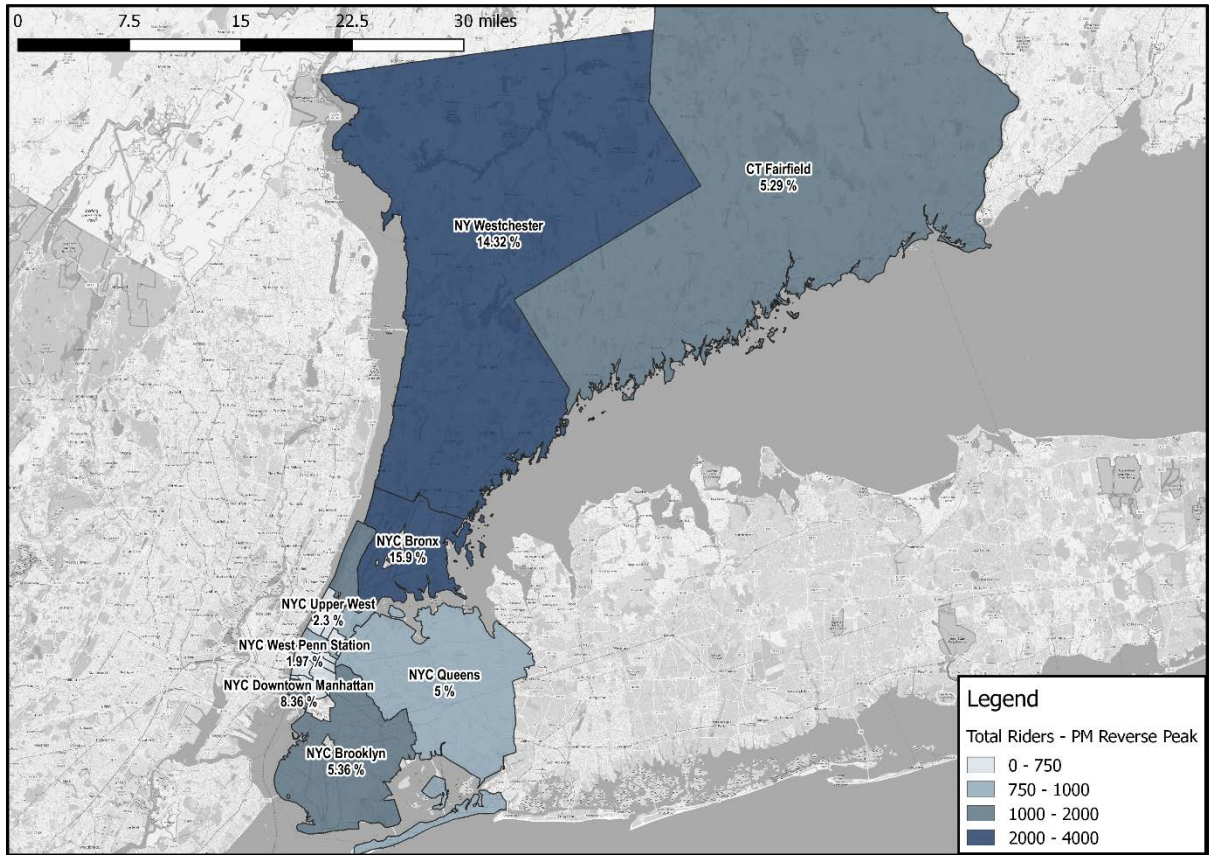 0 7.5 15 22.5 30 miles
CT Fairfield
5.29 %
NY Westchester
14.32 %
NYC Bronx
15.9 %
NYC Upper West
2.3 %
NYC West Penn Station
1.97 %
NYC Queens
5 %
NYC Downtown Manhattan
8.36 %
NYC Brooklyn
5.36 %
Legend
Total Riders - PM Reverse Peak
0 - 750
750 - 1000
1000 - 2000
2000 - 4000